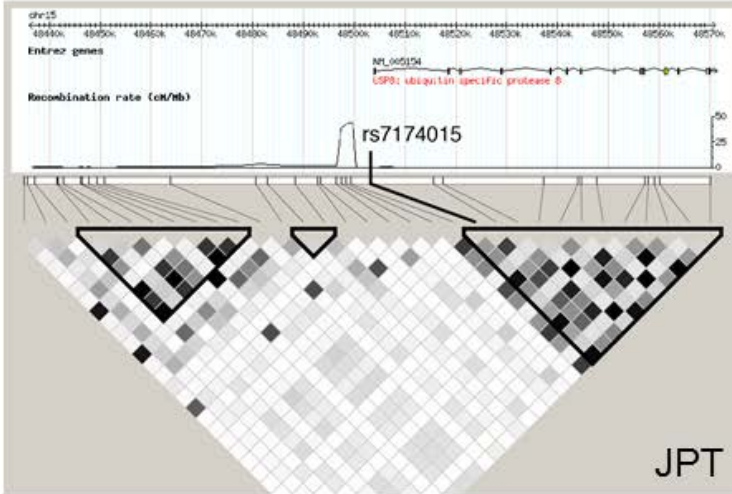 chr15
48440k 48450k 48460k 48470k 48480k 48490k 48500k 48510k 48520k 48530k 48540k 48550k 48560k 48570k
Entrez genes
NM_005154
USP8: ubiquitin specific protease 8
Recombination rate (cM/Mb)
50
25
0
rs7174015
JPT